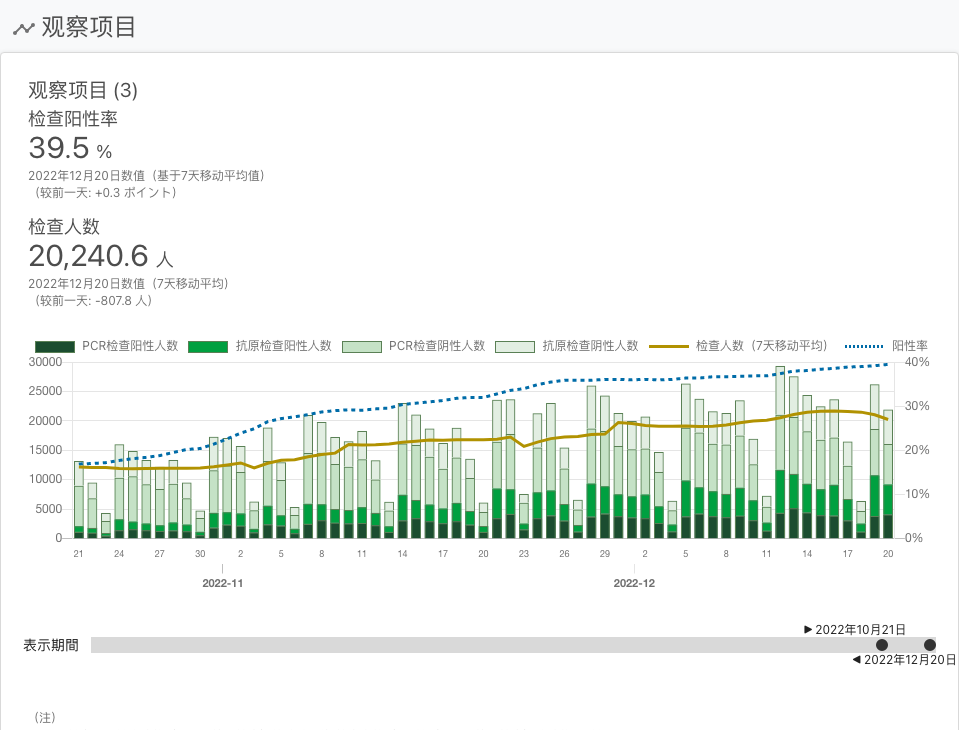 观察项目
观察项目 (3)
检查阳性率
39.5 %
2022年12月20日数值（基于7天移动平均值）
（较前一天: +0.3 ポイント）
检查人数
20,240.6 人
2022年12月20日数值（7天移动平均）
（较前一天: -807.8 人）
PCR检查阳性人数 抗原检查阳性人数 PCR检查阴性人数 抗原检查阴性人数 检查人数（7天移动平均） 阳性率
30000 40%
25000
30%
20000
15000 20%
10000
10%
5000
0 0%
21 24 27 30 2 5 8 11 14 17 20 23 26 29 2 5 8 11 14 17 20
2022-11 2022-12
▶ 2022年10月21日
表示期間
◀ 2022年12月20日
（注）